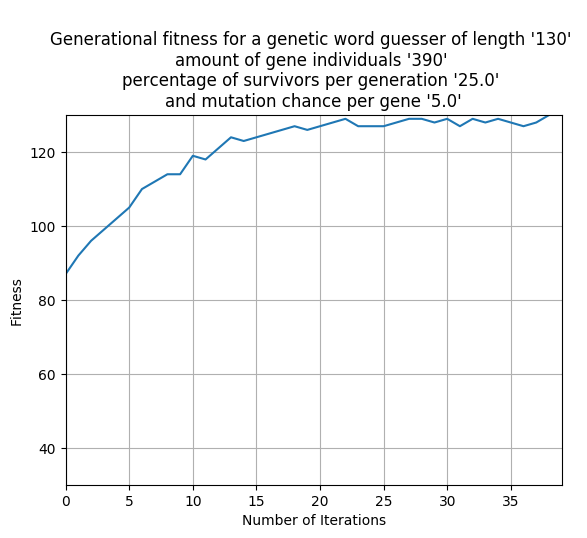 Generational fitness for a genetic word guesser of length '130'
amount of gene individuals '390'
percentage of survivors per generation '25.0'
and mutation chance per gene '5.0'
120
100
80
60
40
Fitness
0 5 10 15 20 25 30 35
Number of Iterations